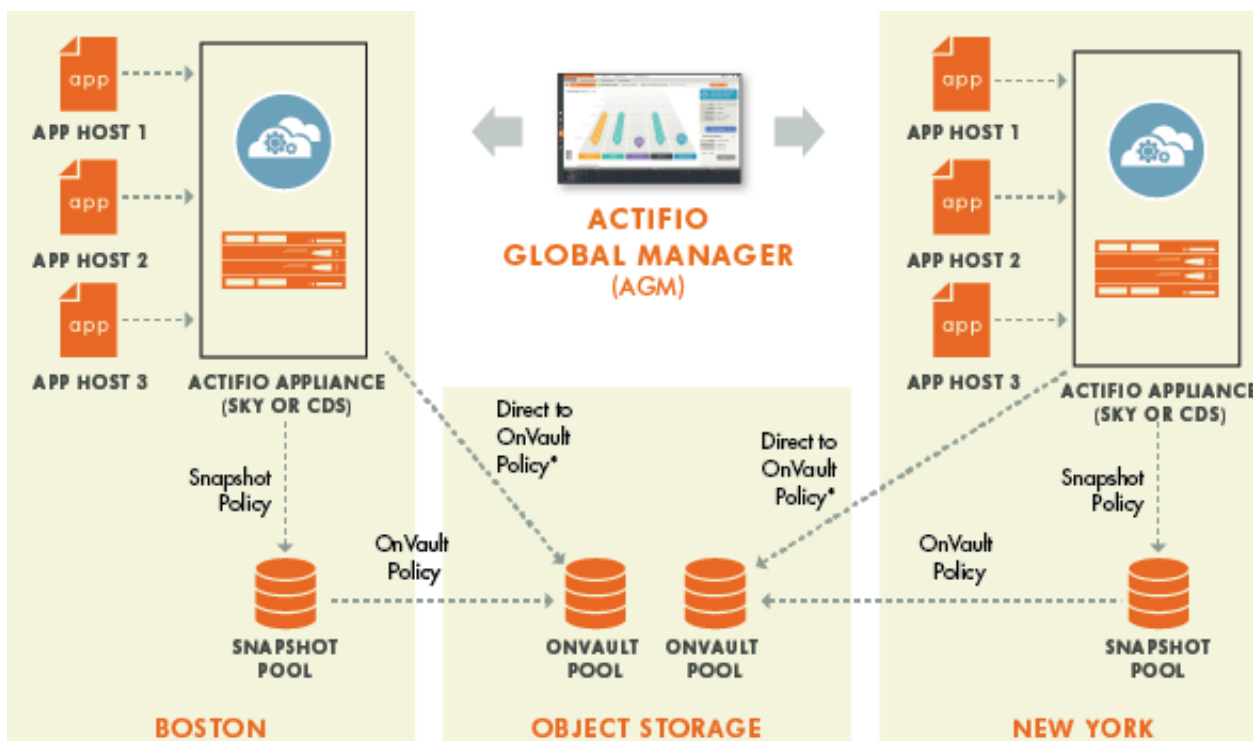 app
APP HOST 1
app
APP HOST 2
app
APP HOST 3
ACTIFIO APPLIANCE
(SKY OR CDS)
Snapshot
Policy
SNAPSHOT
POOL
OnVault
Policy
BOSTON
ACTIFIO
GLOBAL MANAGER
(AGM)
Direct to
OnVault
Policy*
Direct to
OnVault
Policy*
ONVAULT
POOL
ONVAULT
POOL
OBJECT STORAGE
app
APP HOST 1
app
APP HOST 2
app
APP HOST 3
ACTIFIO APPLIANCE
(SKY OR CDS)
Snapshot
Policy
OnVault
Policy
SNAPSHOT
POOL
NEW YORK